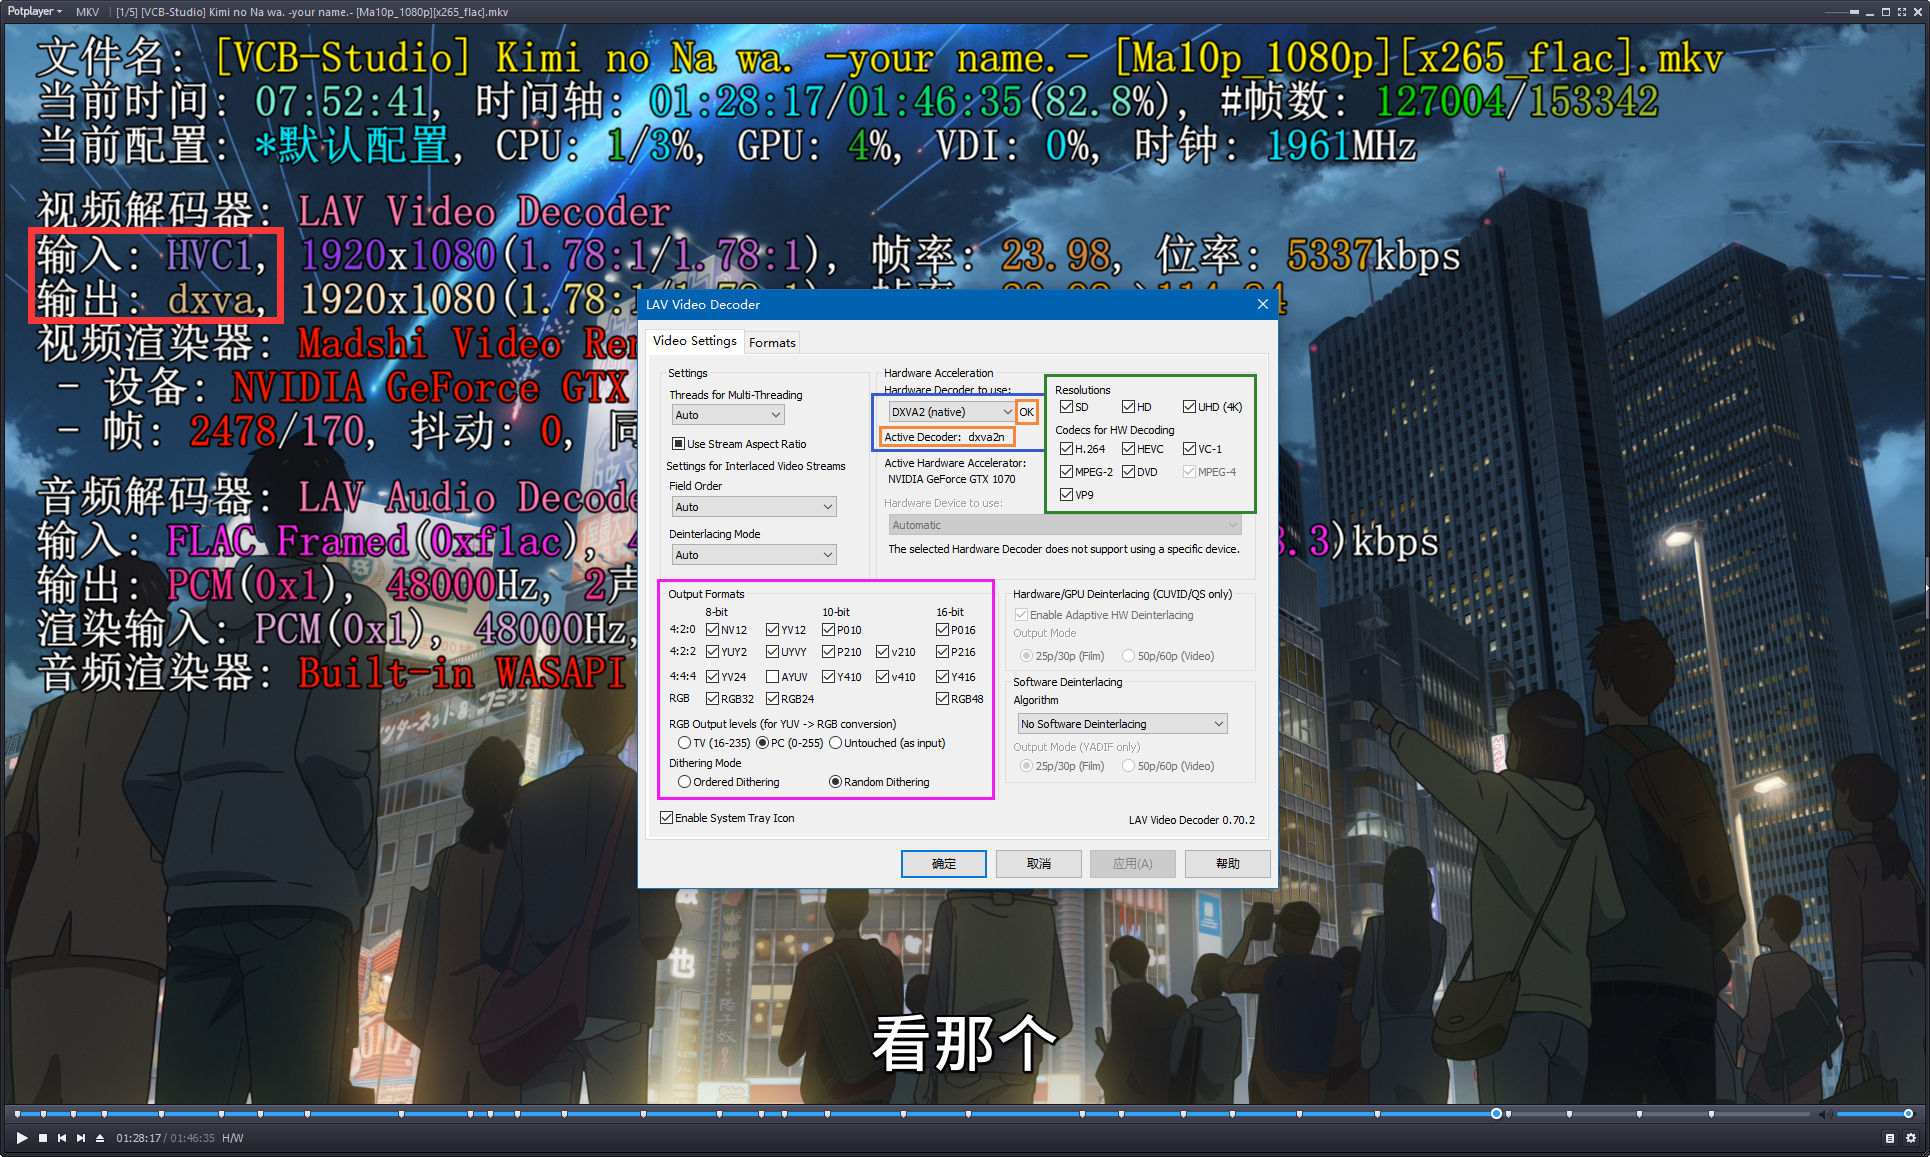 Potplayer MKV [1/5] [VCB-Studio] Kimi no Na wa. -your name.- [Ma10p_1080p][x265_flac].mkv
文件名: [VCB-Studio] Kimi no Na wa. -your name.- [Ma10p_1080p][x265_flac].mkv
当前时间: 07:52:41, 时间轴: 01:28:17/01:46:35(82.8%), #帧数: 127004/153342
当前配置: *默认配置, CPU: 1/3%, GPU: 4%, VDI: 0%, 时钟: 1961MHz
视频解码器: LAV Video Decoder
输入: HVC1, 1920x1080(1.78:1/1.78:1), 帧率: 23.98, 位率: 5337kbps
输出: dxva, 1920x1080(1.78:1/
视频渲染器: Madshi Video Ren
- 设备: NVIDIA GeForce GTX
- 帧: 2478/170, 抖动: 0, 同
音频解码器: LAV Audio Decode
输入: FLAC Framed(0xflac), 3.3)kbps
输出: PCM(0x1), 48000Hz, 2声
渲染输入: PCM(0x1), 48000Hz,
音频渲染器: Built-in WASAPI
LAV Video Decoder
Video Settings Formats
Settings
Threads for Multi-Threading
Auto
Use Stream Aspect Ratio
Settings for Interlaced Video Streams
Field Order
Auto
Deinterlacing Mode
Auto
Hardware Acceleration
Hardware Decoder to use:
DXVA2 (native) OK
Active Decoder: dxva2n
Active Hardware Accelerator:
NVIDIA GeForce GTX 1070
Hardware Device to use:
Automatic
The selected Hardware Decoder does not support using a specific device.
Resolutions
SD HD UHD (4K)
Codecs for HW Decoding
H.264 HEVC VC-1
MPEG-2 DVD MPEG-4
VP9
Output Formats
8-bit 10-bit 16-bit
4:2:0 NV12 YV12 P010 P016
4:2:2 YUY2 UYVY P210 v210 P216
4:4:4 YV24 AYUV Y410 v410 Y416
RGB RGB32 RGB24 RGB48
RGB Output levels (for YUV -> RGB conversion)
TV (16-235) PC (0-255) Untouched (as input)
Dithering Mode
Ordered Dithering Random Dithering
Hardware/GPU Deinterlacing (CUVID/QS only)
Enable Adaptive HW Deinterlacing
Output Mode
25p/30p (Film) 50p/60p (Video)
Software Deinterlacing
Algorithm
No Software Deinterlacing
Output Mode (YADIF only)
25p/30p (Film) 50p/60p (Video)
Enable System Tray Icon
LAV Video Decoder 0.70.2
确定 取消 应用(A) 帮助
看那个
01:28:17 / 01:46:35 H/W